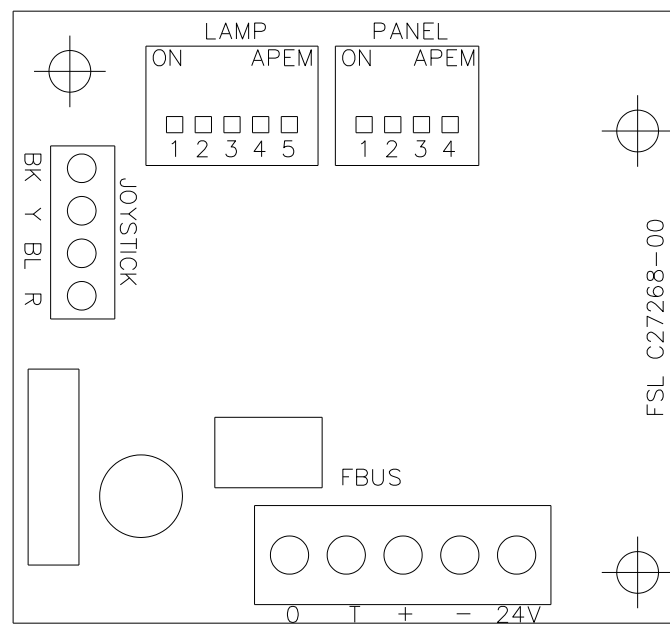 LAMP
PANEL
ON APEM
ON APEM
1 2 3 4 5
1 2 3 4
BK Y BL R
JOYSTICK
FSL C27268-00
FBUS
0 T + - 24V